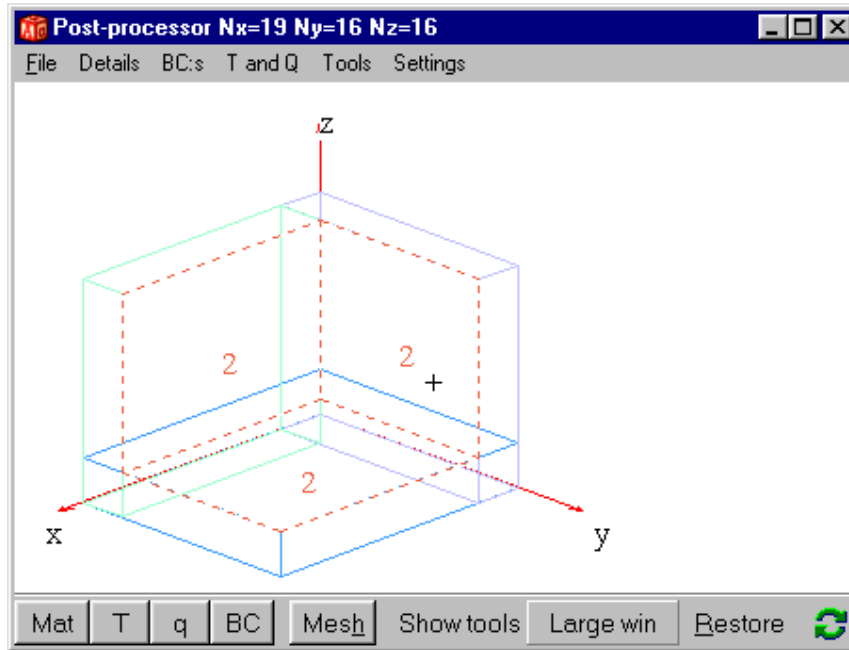 Post-processor Nx=19 Ny=16 Nz=16
File Details BC:s T and Q Tools Settings
z
2 2
2
x y
Mat T q BC Mesh Show tools Large win Restore